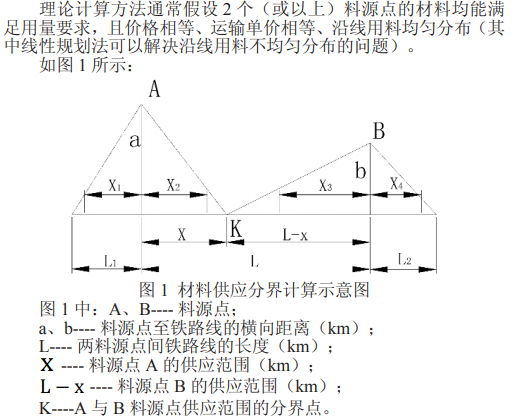 理论计算方法通常假设 2 个（或以上）料源点的材料均能满
足用量要求，且价格相等、运输单价相等、沿线用料均匀分布（其
中线性规划法可以解决沿线用料不均匀分布的问题）。
如图 1 所示：
A
B
a
b
X₁
X₂
X₃
X₄
K
X
L-x
L₁
L
L₂
图 1 材料供应分界计算示意图
图 1 中：A、B---- 料源点；
a、b---- 料源点至铁路线的横向距离（km）；
L---- 两料源点间铁路线的长度（km）；
X ---- 料源点 A 的供应范围（km）；
L－x ---- 料源点 B 的供应范围（km）；
K----A 与 B 料源点供应范围的分界点。